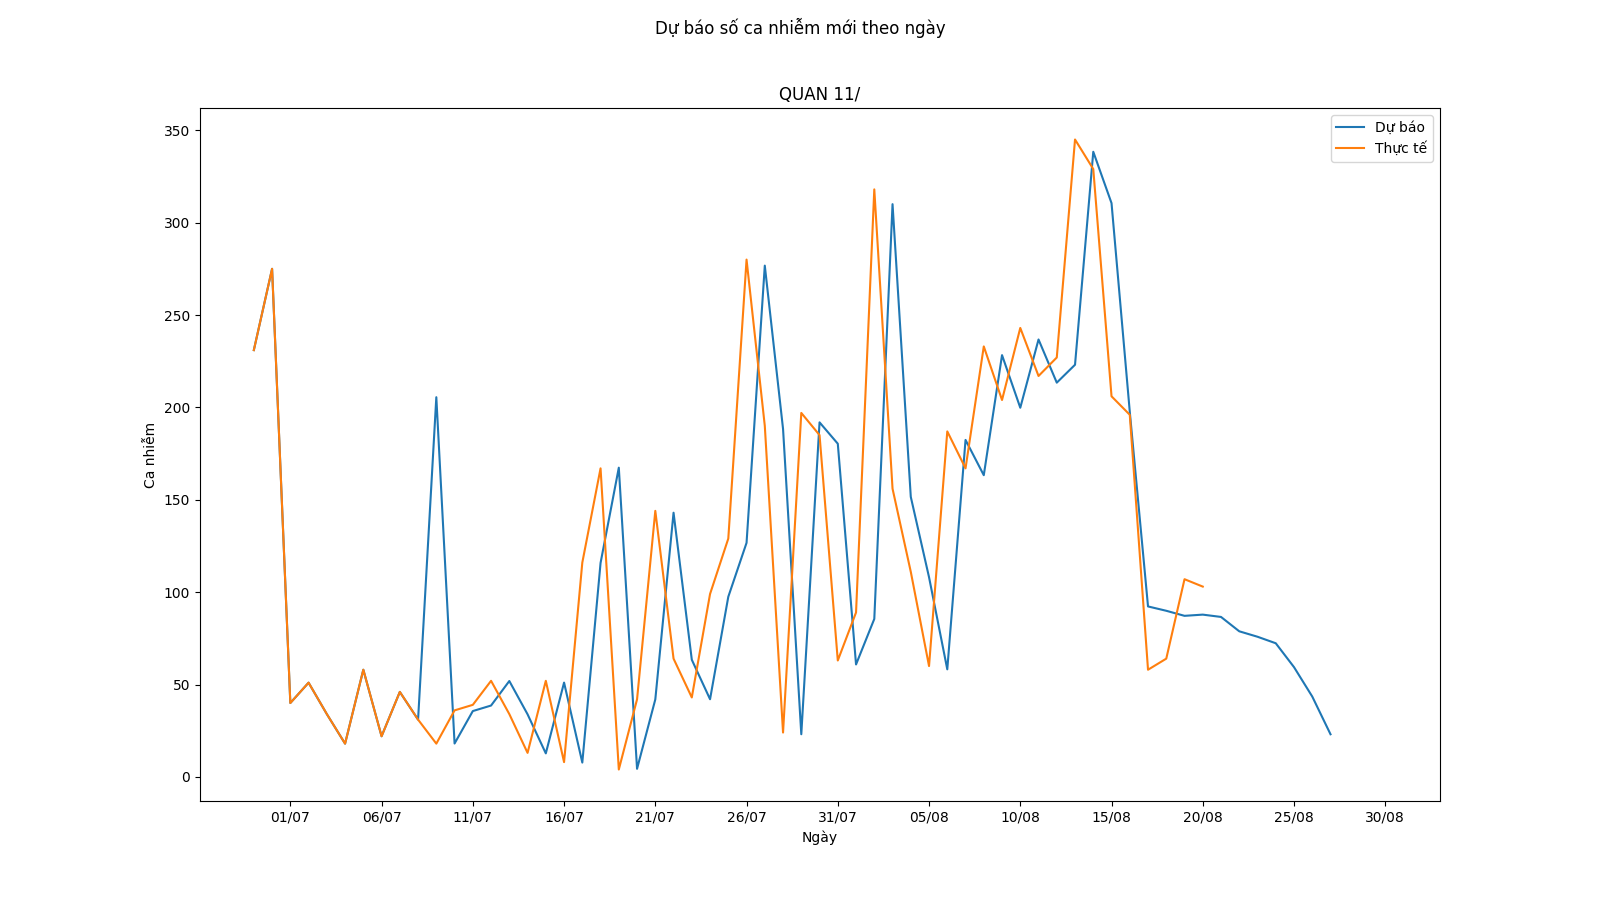 Dự báo số ca nhiễm mới theo ngày
QUAN 11/
Dự báo
Thực tế
350
300
250
200
150
100
50
0
Ca nhiễm
01/07 06/07 11/07 16/07 21/07 26/07 31/07 05/08 10/08 15/08 20/08 25/08 30/08
Ngày